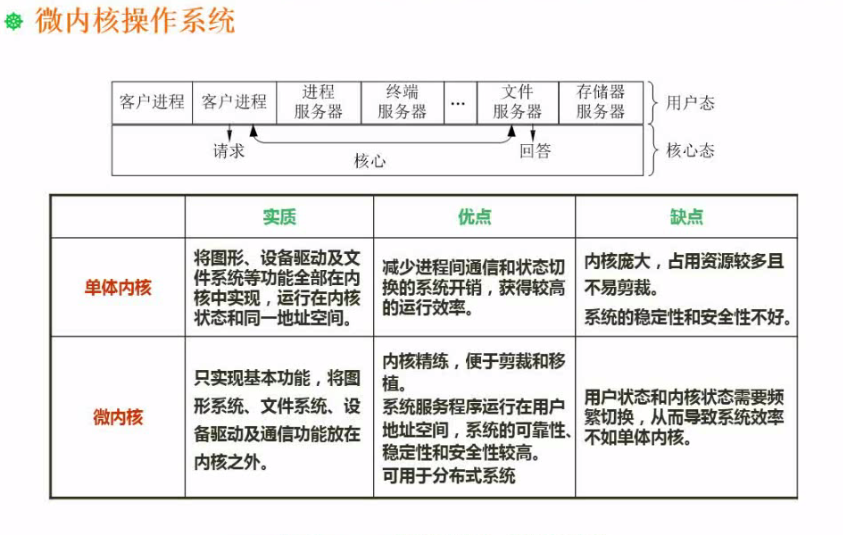 微内核操作系统
客户进程 客户进程 进程服务器 终端服务器 … 文件服务器 存储器服务器 用户态
请求 核心 回答 核心态
实质 优点 缺点
单体内核
将图形、设备驱动及文
件系统等功能全部在内
核中实现，运行在内核
状态和同一地址空间。
减少进程间通信和状态切
换的系统开销，获得较高
的运行效率。
内核庞大，占用资源较多且
不易剪裁。
系统的稳定性和安全性不好。
微内核
只实现基本功能，将图
形系统、文件系统、设
备驱动及通信功能放在
内核之外。
内核精练，便于剪裁和移
植。
系统服务程序运行在用户
地址空间，系统的可靠性、
稳定性和安全性较高。
可用于分布式系统
用户状态和内核状态需要频
繁切换，从而导致系统效率
不如单体内核。